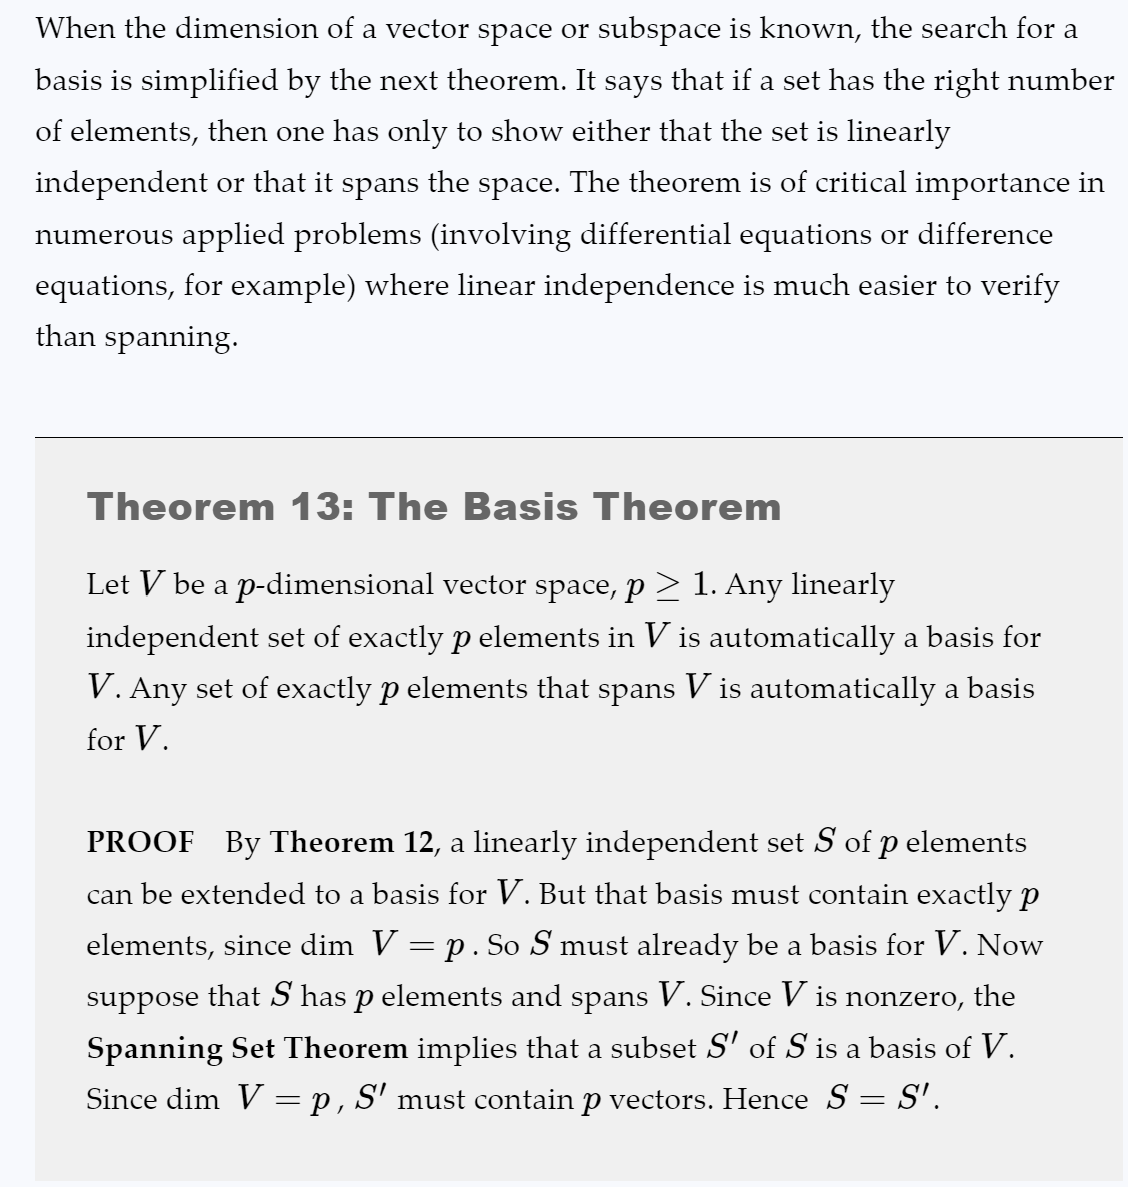 When the dimension of a vector space or subspace is known, the search for a
basis is simplified by the next theorem. It says that if a set has the right number
of elements, then one has only to show either that the set is linearly
independent or that it spans the space. The theorem is of critical importance in
numerous applied problems (involving differential equations or difference
equations, for example) where linear independence is much easier to verify
than spanning.
Theorem 13: The Basis Theorem
Let V be a p-dimensional vector space, p ≥ 1. Any linearly
independent set of exactly p elements in V is automatically a basis for
V. Any set of exactly p elements that spans V is automatically a basis
for V.
PROOF By Theorem 12, a linearly independent set S of p elements
can be extended to a basis for V. But that basis must contain exactly p
elements, since dim V = p. So S must already be a basis for V. Now
suppose that S has p elements and spans V. Since V is nonzero, the
Spanning Set Theorem implies that a subset S′ of S is a basis of V.
Since dim V = p, S′ must contain p vectors. Hence S = S′.